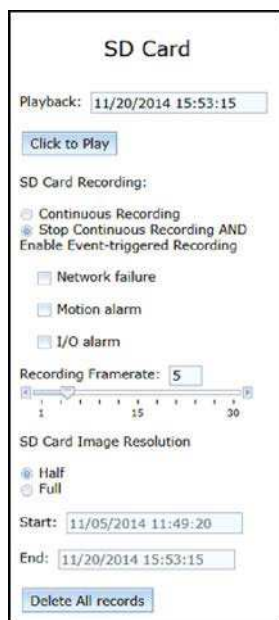 SD Card
Playback: 11/20/2014 15:53:15
Click to Play
SD Card Recording:
Continuous Recording
Stop Continuous Recording AND
Enable Event-triggered Recording
Network failure
Motion alarm
I/O alarm
Recording Framerate: 5
1 15 30
SD Card Image Resolution
Half
Full
Start: 11/05/2014 11:49:20
End: 11/20/2014 15:53:15
Delete All records